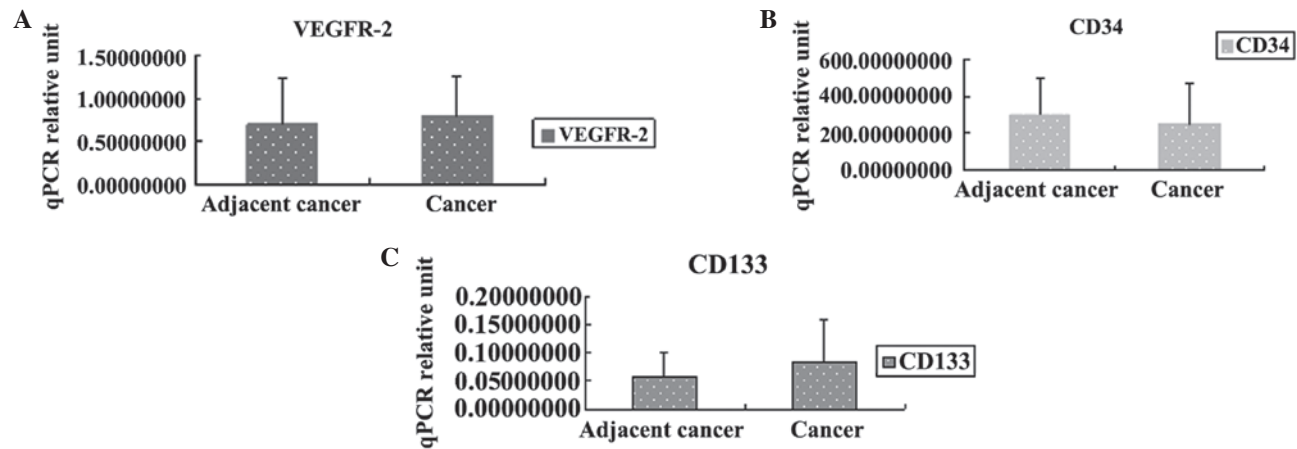 A
VEGFR-2
qPCR relative unit
1.50000000
1.00000000
0.50000000
0.00000000
Adjacent cancer
Cancer
VEGFR-2
B
CD34
qPCR relative unit
600.00000000
400.00000000
200.00000000
0.00000000
Adjacent cancer
Cancer
CD34
C
CD133
qPCR relative unit
0.20000000
0.15000000
0.10000000
0.05000000
0.00000000
Adjacent cancer
Cancer
CD133